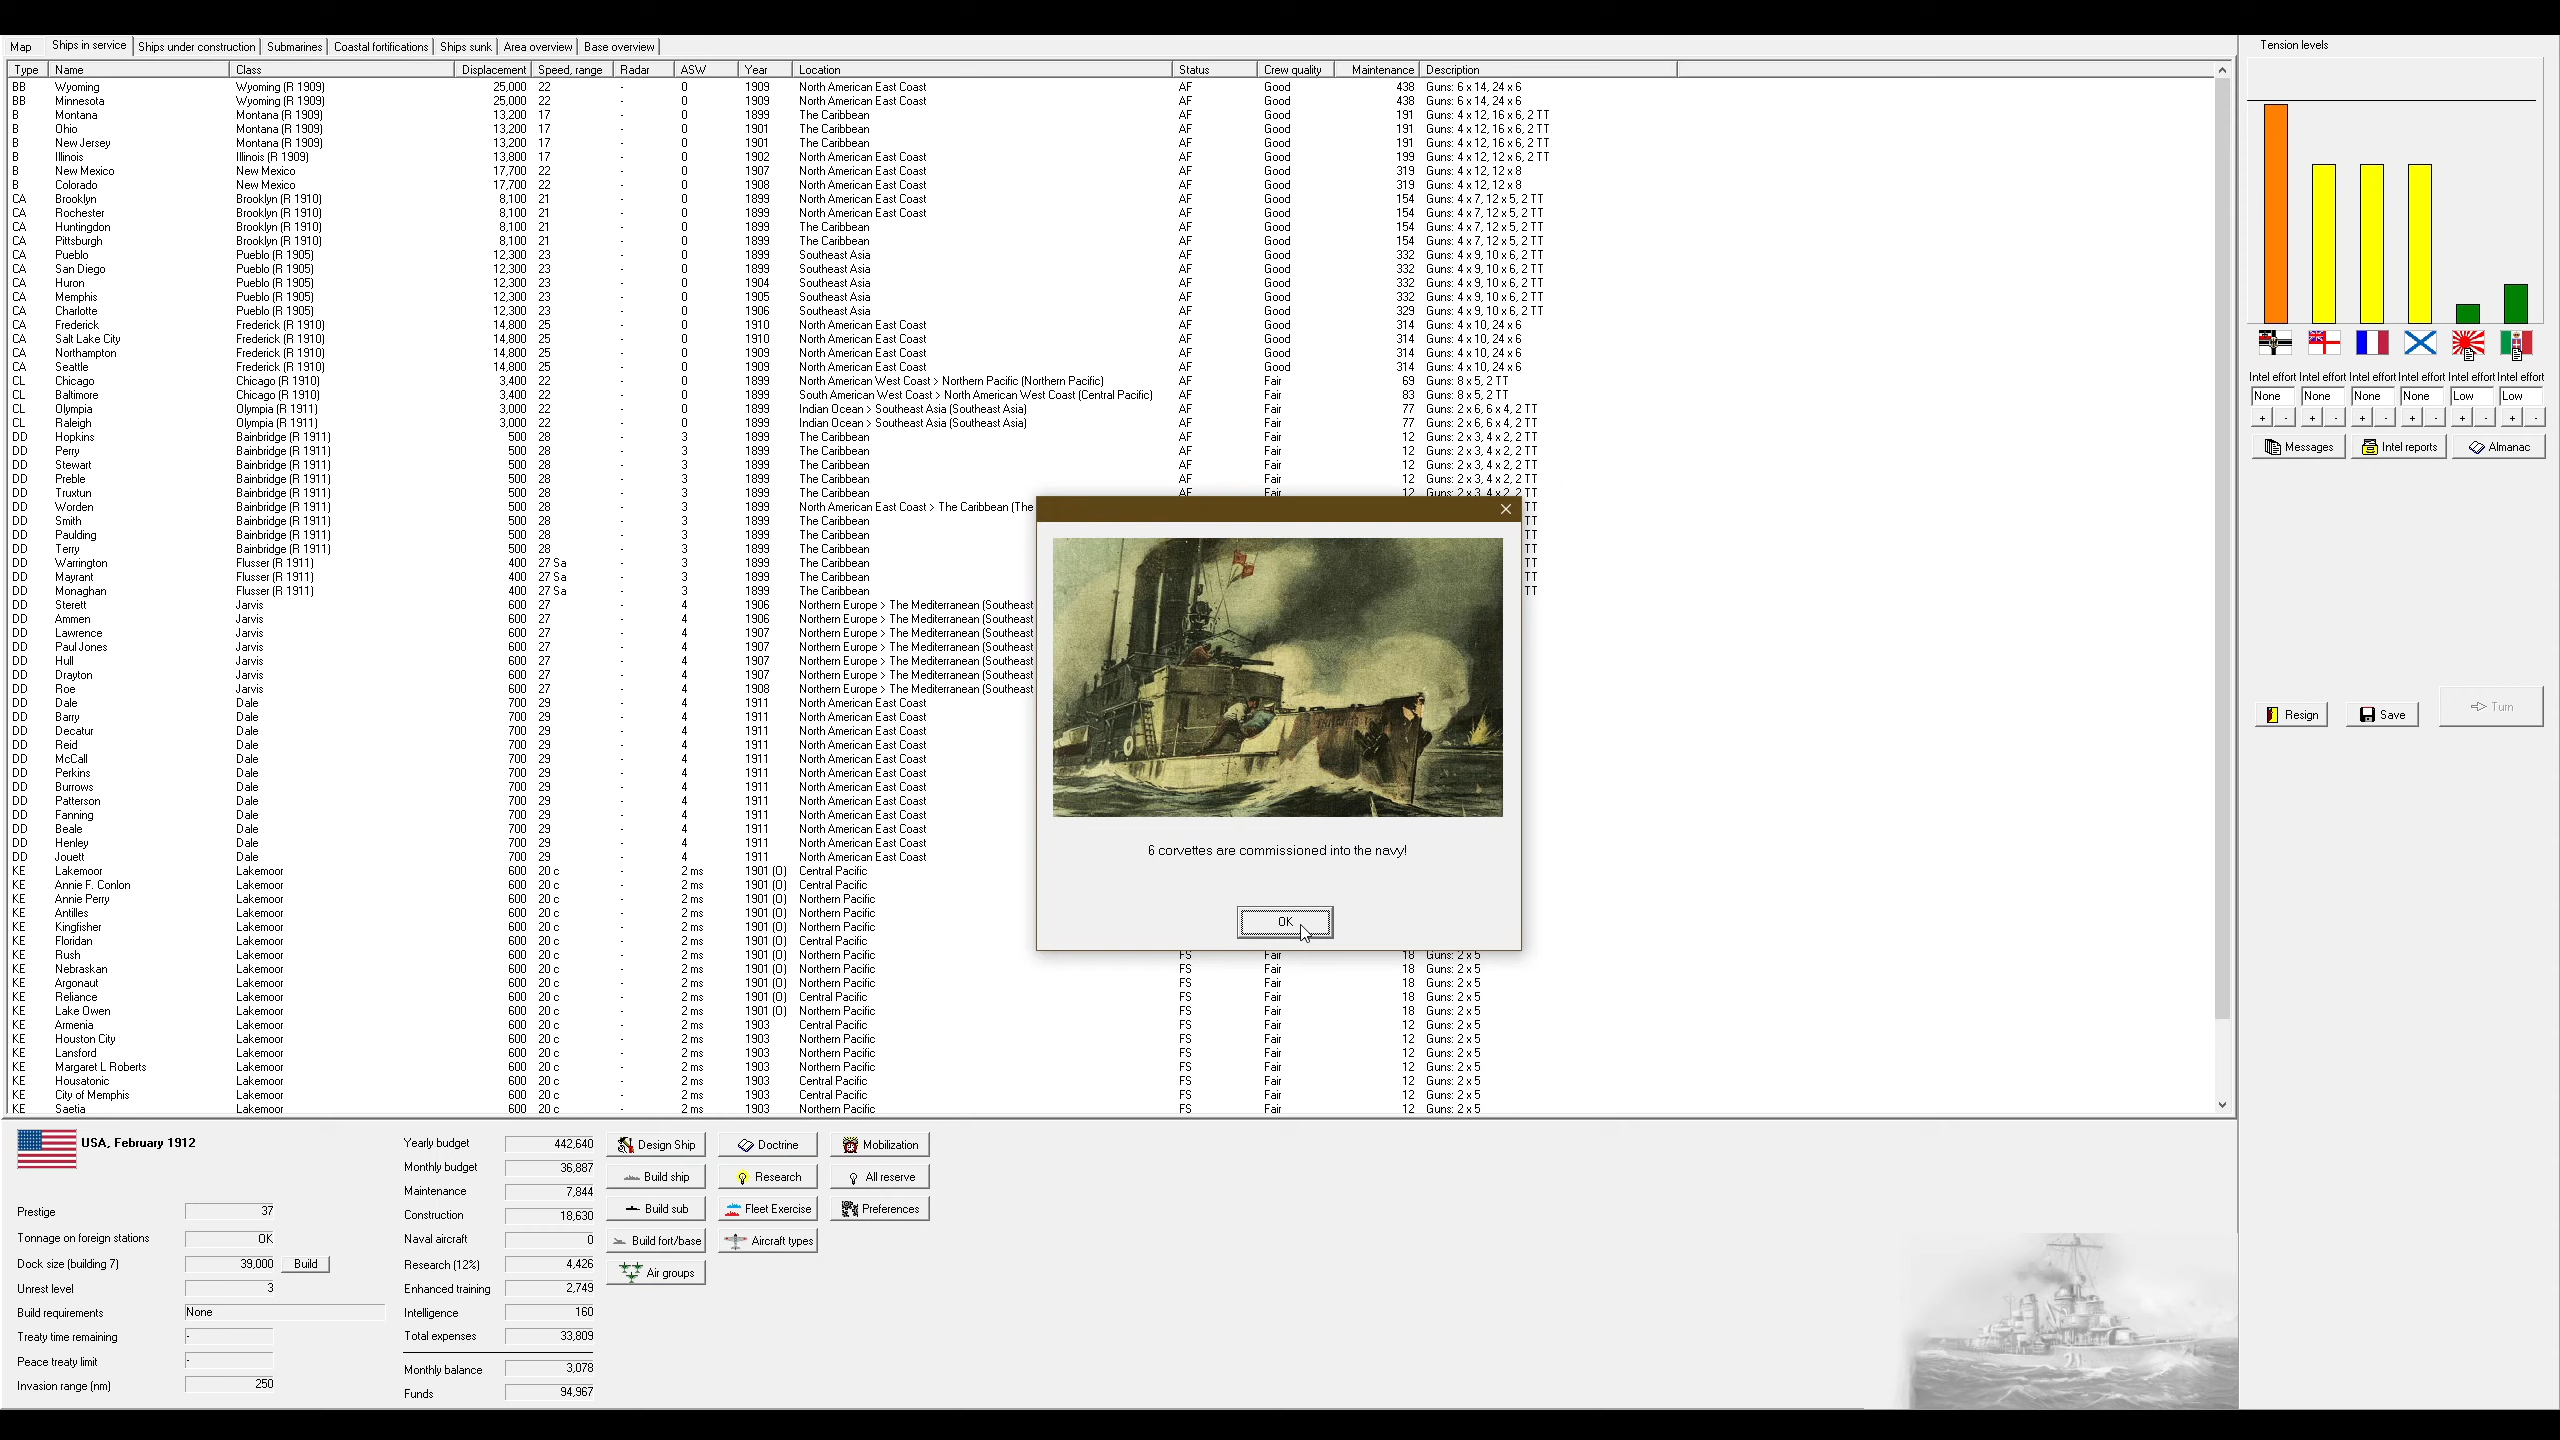 Map Ships in service Ships under construction Submarines Coastal fortifications Ships sunk Area overview Base overview
Type Name Class Displacement Speed, range Radar ASW Year Location Status Crew quality Maintenance Description
BB Wyoming Wyoming (R 1909) 25,000 22 - 0 1909 North American East Coast AF Good 438 Guns: 6 x 14, 24 x 6
BB Minnesota Wyoming (R 1909) 25,000 22 - 0 1909 North American East Coast AF Good 438 Guns: 6 x 14, 24 x 6
B Montana Montana (R 1909) 13,200 17 - 0 1899 The Caribbean AF Good 191 Guns: 4 x 12, 16 x 6, 2 TT
B Ohio Montana (R 1909) 13,200 17 - 0 1901 The Caribbean AF Good 191 Guns: 4 x 12, 16 x 6, 2 TT
B New Jersey Montana (R 1909) 13,200 17 - 0 1901 The Caribbean AF Good 191 Guns: 4 x 12, 16 x 6, 2 TT
B Illinois Illinois (R 1909) 13,800 17 - 0 1902 North American East Coast AF Good 199 Guns: 4 x 12, 12 x 6, 2 TT
B New Mexico New Mexico 17,700 22 - 0 1907 North American East Coast AF Good 319 Guns: 4 x 12, 12 x 8
B Colorado New Mexico 17,700 22 - 0 1908 North American East Coast AF Good 319 Guns: 4 x 12, 12 x 8
CA Brooklyn Brooklyn (R 1910) 8,100 21 - 0 1899 North American East Coast AF Good 154 Guns: 4 x 7, 12 x 5, 2 TT
CA Rochester Brooklyn (R 1910) 8,100 21 - 0 1899 North American East Coast AF Good 154 Guns: 4 x 7, 12 x 5, 2 TT
CA Huntingdon Brooklyn (R 1910) 8,100 21 - 0 1899 The Caribbean AF Good 154 Guns: 4 x 7, 12 x 5, 2 TT
CA Pittsburgh Brooklyn (R 1910) 8,100 21 - 0 1899 The Caribbean AF Good 154 Guns: 4 x 7, 12 x 5, 2 TT
CA Pueblo Pueblo (R 1905) 12,300 23 - 0 1899 Southeast Asia AF Good 332 Guns: 4 x 9, 10 x 6, 2 TT
CA San Diego Pueblo (R 1905) 12,300 23 - 0 1899 Southeast Asia AF Good 332 Guns: 4 x 9, 10 x 6, 2 TT
CA Huron Pueblo (R 1905) 12,300 23 - 0 1904 Southeast Asia AF Good 332 Guns: 4 x 9, 10 x 6, 2 TT
CA Memphis Pueblo (R 1905) 12,300 23 - 0 1905 Southeast Asia AF Good 332 Guns: 4 x 9, 10 x 6, 2 TT
CA Charlotte Pueblo (R 1905) 12,300 23 - 0 1906 Southeast Asia AF Good 329 Guns: 4 x 9, 10 x 6, 2 TT
CA Frederick Frederick (R 1910) 14,800 25 - 0 1910 North American East Coast AF Good 314 Guns: 4 x 10, 24 x 6
CA Salt Lake City Frederick (R 1910) 14,800 25 - 0 1910 North American East Coast AF Good 314 Guns: 4 x 10, 24 x 6
CA Northampton Frederick (R 1910) 14,800 25 - 0 1909 North American East Coast AF Good 314 Guns: 4 x 10, 24 x 6
CA Seattle Frederick (R 1910) 14,800 25 - 0 1909 North American East Coast AF Good 314 Guns: 4 x 10, 24 x 6
CL Chicago Chicago (R 1910) 3,400 22 - 0 1899 North American West Coast > Northern Pacific (Northern Pacific) AF Fair 69 Guns: 8 x 5, 2 TT
CL Baltimore Chicago (R 1910) 3,400 22 - 0 1899 South American West Coast > North American West Coast (Central Pacific) AF Fair 83 Guns: 8 x 5, 2 TT
CL Olympia Olympia (R 1911) 3,000 22 - 0 1899 Indian Ocean > Southeast Asia (Southeast Asia) AF Fair 77 Guns: 2 x 6, 6 x 4, 2 TT
CL Raleigh Olympia (R 1911) 3,000 22 - 0 1899 Indian Ocean > Southeast Asia (Southeast Asia) AF Fair 77 Guns: 2 x 6, 6 x 4, 2 TT
DD Hopkins Bainbridge (R 1911) 500 28 - 3 1899 The Caribbean AF Fair 12 Guns: 2 x 3, 4 x 2, 2 TT
DD Perry Bainbridge (R 1911) 500 28 - 3 1899 The Caribbean AF Fair 12 Guns: 2 x 3, 4 x 2, 2 TT
DD Stewart Bainbridge (R 1911) 500 28 - 3 1899 The Caribbean AF Fair 12 Guns: 2 x 3, 4 x 2, 2 TT
DD Preble Bainbridge (R 1911) 500 28 - 3 1899 The Caribbean AF Fair 12 Guns: 2 x 3, 4 x 2, 2 TT
DD Truxtun Bainbridge (R 1911) 500 28 - 3 1899 The Caribbean AF Fair 12 Guns: 2 x 3, 4 x 2, 2 TT
DD Worden Bainbridge (R 1911) 500 28 - 3 1899 North American East Coast > The Caribbean (The TT
DD Smith Bainbridge (R 1911) 500 28 - 3 1899 The Caribbean TT
DD Paulding Bainbridge (R 1911) 500 28 - 3 1899 The Caribbean TT
DD Terry Bainbridge (R 1911) 500 28 - 3 1899 The Caribbean TT
DD Warrington Flusser (R 1911) 400 27 Sa - 3 1899 The Caribbean TT
DD Mayrant Flusser (R 1911) 400 27 Sa - 3 1899 The Caribbean TT
DD Monaghan Flusser (R 1911) 400 27 Sa - 3 1899 The Caribbean TT
DD Sterett Jarvis 600 27 - 4 1906 Northern Europe > The Mediterranean (Southeast
DD Ammen Jarvis 600 27 - 4 1906 Northern Europe > The Mediterranean (Southeast
DD Lawrence Jarvis 600 27 - 4 1907 Northern Europe > The Mediterranean (Southeast
DD Paul Jones Jarvis 600 27 - 4 1907 Northern Europe > The Mediterranean (Southeast
DD Hull Jarvis 600 27 - 4 1907 Northern Europe > The Mediterranean (Southeast
DD Drayton Jarvis 600 27 - 4 1907 Northern Europe > The Mediterranean (Southeast
DD Roe Jarvis 600 27 - 4 1908 Northern Europe > The Mediterranean (Southeast
DD Dale Dale 700 29 - 4 1911 North American East Coast
DD Barry Dale 700 29 - 4 1911 North American East Coast
DD Decatur Dale 700 29 - 4 1911 North American East Coast
DD Reid Dale 700 29 - 4 1911 North American East Coast
DD McCall Dale 700 29 - 4 1911 North American East Coast
DD Perkins Dale 700 29 - 4 1911 North American East Coast
DD Burrows Dale 700 29 - 4 1911 North American East Coast
DD Patterson Dale 700 29 - 4 1911 North American East Coast
DD Fanning Dale 700 29 - 4 1911 North American East Coast
DD Beale Dale 700 29 - 4 1911 North American East Coast
DD Henley Dale 700 29 - 4 1911 North American East Coast
DD Jouett Dale 700 29 - 4 1911 North American East Coast
KE Lakemoor Lakemoor 600 20 c - 2 ms 1901 (O) Central Pacific
KE Annie F. Conlon Lakemoor 600 20 c - 2 ms 1901 (O) Central Pacific
KE Annie Perry Lakemoor 600 20 c - 2 ms 1901 (O) Northern Pacific
KE Antilles Lakemoor 600 20 c - 2 ms 1901 (O) Northern Pacific
KE Kingfisher Lakemoor 600 20 c - 2 ms 1901 (O) Northern Pacific
KE Floridan Lakemoor 600 20 c - 2 ms 1901 (O) Central Pacific
KE Rush Lakemoor 600 20 c - 2 ms 1901 (O) Northern Pacific FS Fair 18 Guns: 2 x 5
KE Nebraskan Lakemoor 600 20 c - 2 ms 1901 (O) Northern Pacific FS Fair 18 Guns: 2 x 5
KE Argonaut Lakemoor 600 20 c - 2 ms 1901 (O) Northern Pacific FS Fair 18 Guns: 2 x 5
KE Reliance Lakemoor 600 20 c - 2 ms 1901 (O) Central Pacific FS Fair 18 Guns: 2 x 5
KE Lake Owen Lakemoor 600 20 c - 2 ms 1901 (O) Northern Pacific FS Fair 18 Guns: 2 x 5
KE Armenia Lakemoor 600 20 c - 2 ms 1903 Central Pacific FS Fair 12 Guns: 2 x 5
KE Houston City Lakemoor 600 20 c - 2 ms 1903 Northern Pacific FS Fair 12 Guns: 2 x 5
KE Lansford Lakemoor 600 20 c - 2 ms 1903 Northern Pacific FS Fair 12 Guns: 2 x 5
KE Margaret L Roberts Lakemoor 600 20 c - 2 ms 1903 Northern Pacific FS Fair 12 Guns: 2 x 5
KE Housatonic Lakemoor 600 20 c - 2 ms 1903 Central Pacific FS Fair 12 Guns: 2 x 5
KE City of Memphis Lakemoor 600 20 c - 2 ms 1903 Central Pacific FS Fair 12 Guns: 2 x 5
KE Saetia Lakemoor 600 20 c - 2 ms 1903 Northern Pacific FS Fair 12 Guns: 2 x 5
6 corvettes are commissioned into the navy!
OK
Tension levels
Intel effort Intel effort Intel effort Intel effort Intel effort Intel effort
None None None None Low Low
+ - + - + - + - + - + -
Messages Intel reports Almanac
Resign Save Turn
USA, February 1912
Prestige 37
Tonnage on foreign stations OK
Dock size (building 7) 39,000 Build
Unrest level 3
Build requirements None
Treaty time remaining -
Peace treaty limit -
Invasion range (nm) 250
Yearly budget 442,640
Monthly budget 36,887
Maintenance 7,844
Construction 18,630
Naval aircraft 0
Research (12%) 4,426
Enhanced training 2,749
Intelligence 160
Total expenses 33,809
Monthly balance 3,078
Funds 94,967
Design Ship Doctrine Mobilization
Build ship Research All reserve
Build sub Fleet Exercise Preferences
Build fort/base Aircraft types
Air groups